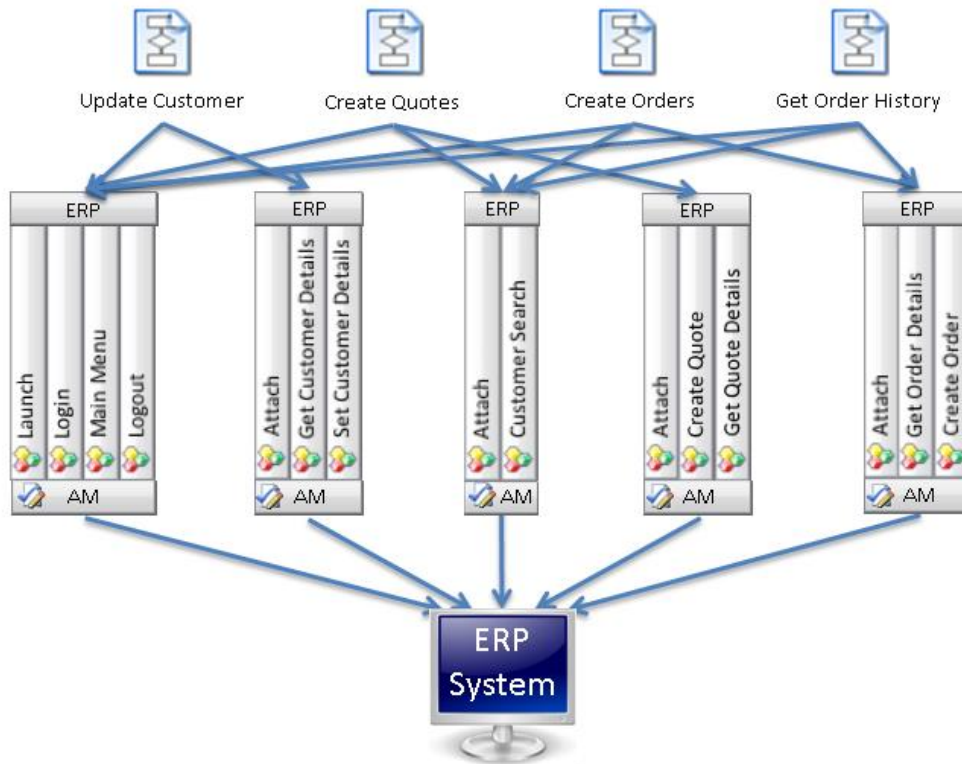 Update Customer
Create Quotes
Create Orders
Get Order History
ERP
ERP
ERP
ERP
ERP
Launch
Login
Main Menu
Logout
Attach
Get Customer Details
Set Customer Details
Attach
Customer Search
Attach
Create Quote
Get Quote Details
Attach
Get Order Details
Create Order
AM
AM
AM
AM
AM
ERP
System